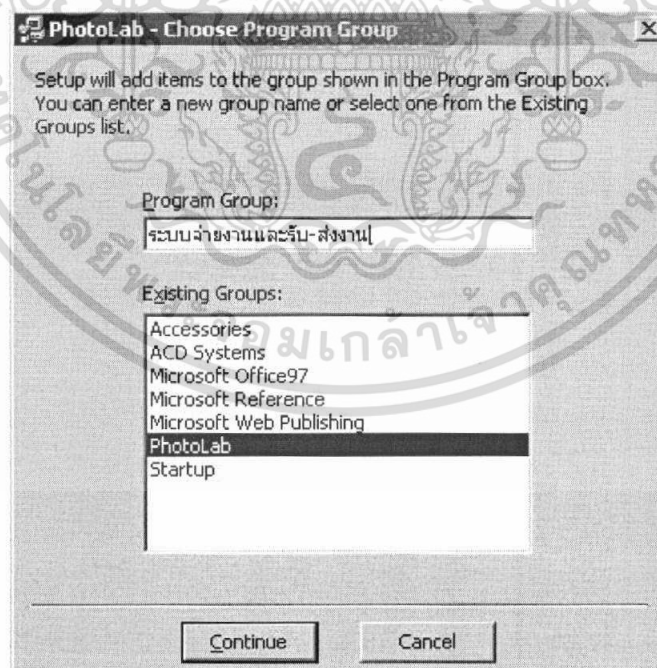 PhotoLab - Choose Program Group
Setup will add items to the group shown in the Program Group box.
You can enter a new group name or select one from the Existing
Groups list.
Program Group:
ระบบจ่ายงานและรับ-ส่งงาน
Existing Groups:
Accessories
ACD Systems
Microsoft Office97
Microsoft Reference
Microsoft Web Publishing
PhotoLab
Startup
Continue
Cancel